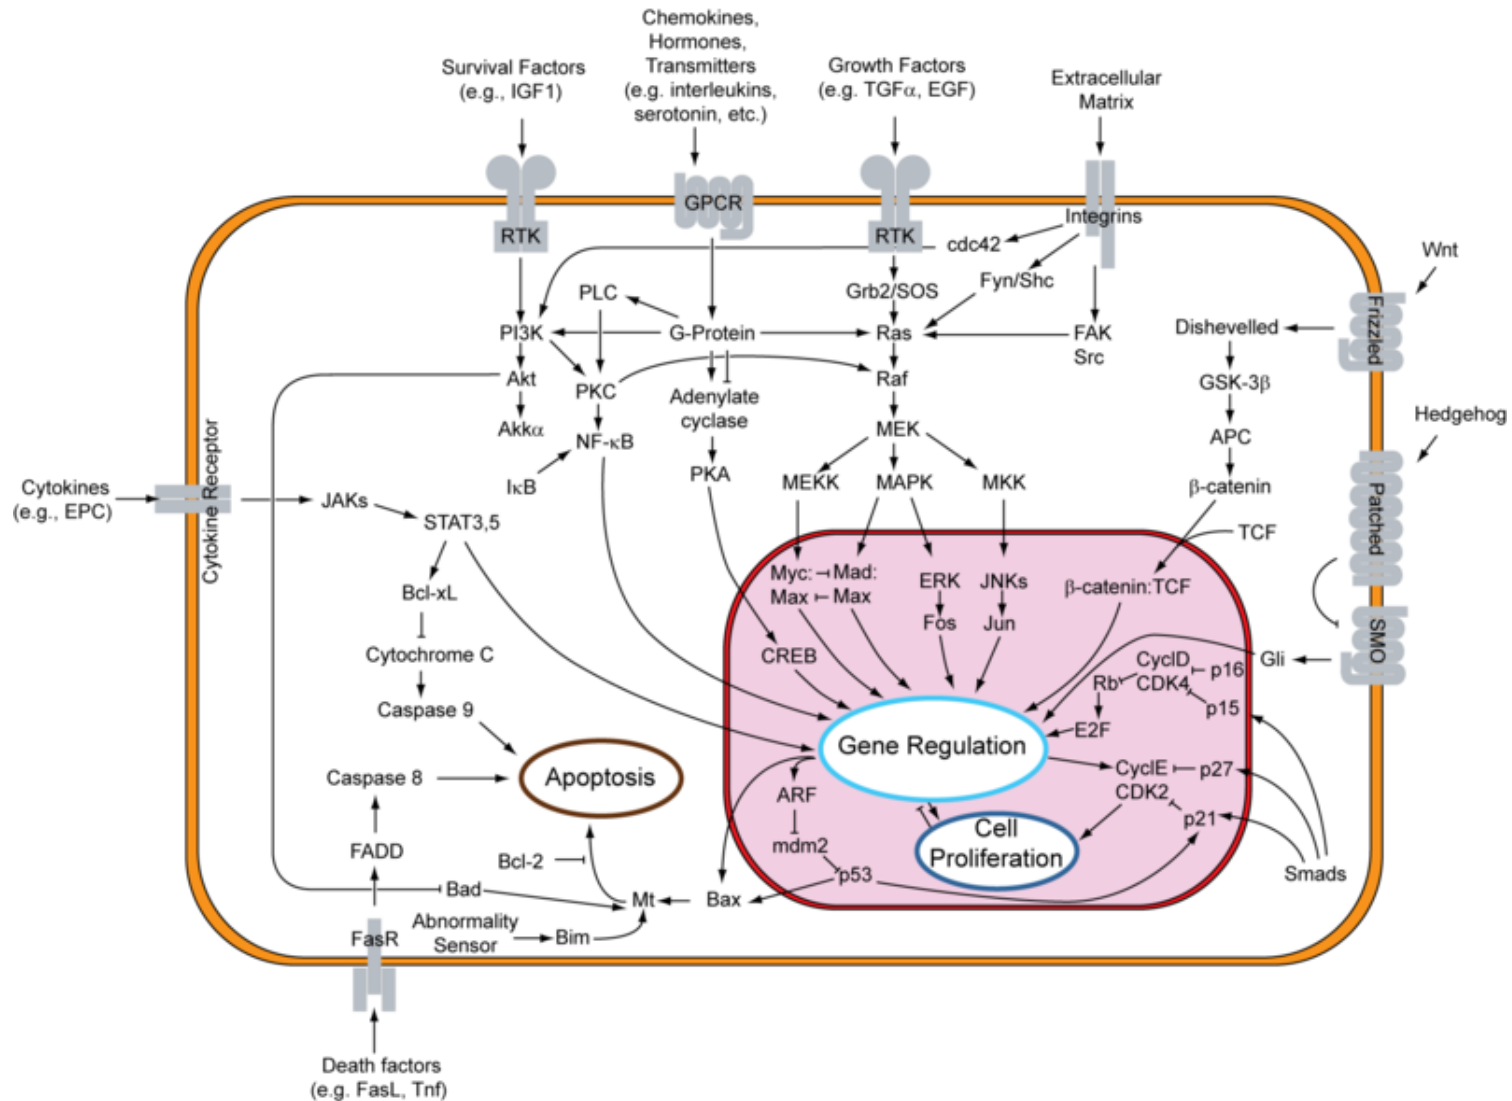 Chemokines,
Hormones,
Transmitters
(e.g. interleukins,
serotonin, etc.)
Survival Factors
(e.g., IGF1)
Growth Factors
(e.g. TGFα, EGF)
Extracellular
Matrix
GPCR
RTK
RTK
Integrins
cdc42
Wnt
Fyn/Shc
PLC
Grb2/SOS
Frizzled
PI3K
G-Protein
Ras
FAK
Src
Dishevelled
Akt
PKC
Adenylate
cyclase
Raf
GSK-3β
Hedgehog
Akkα
NF-κB
MEK
APC
PKA
IκB
MEKK
MAPK
MKK
β-catenin
Cytokines
(e.g., EPC)
Cytokine Receptor
JAKs
STAT3,5
TCF
Patched
Myc:
Mad:
Max
Max
ERK
JNKs
β-catenin:TCF
Bcl-xL
Fos
Jun
SMO
Cytochrome C
CREB
Gli
CyclD
CDK4
p16
Rb
p15
Caspase 9
E2F
Gene Regulation
Caspase 8
Apoptosis
CyclE
CDK2
p27
ARF
p21
Cell
Proliferation
mdm2
FADD
Bcl-2
p53
Smads
Bad
Mt
Bax
Abnormality
Sensor
Bim
FasR
Death factors
(e.g. FasL, Tnf)